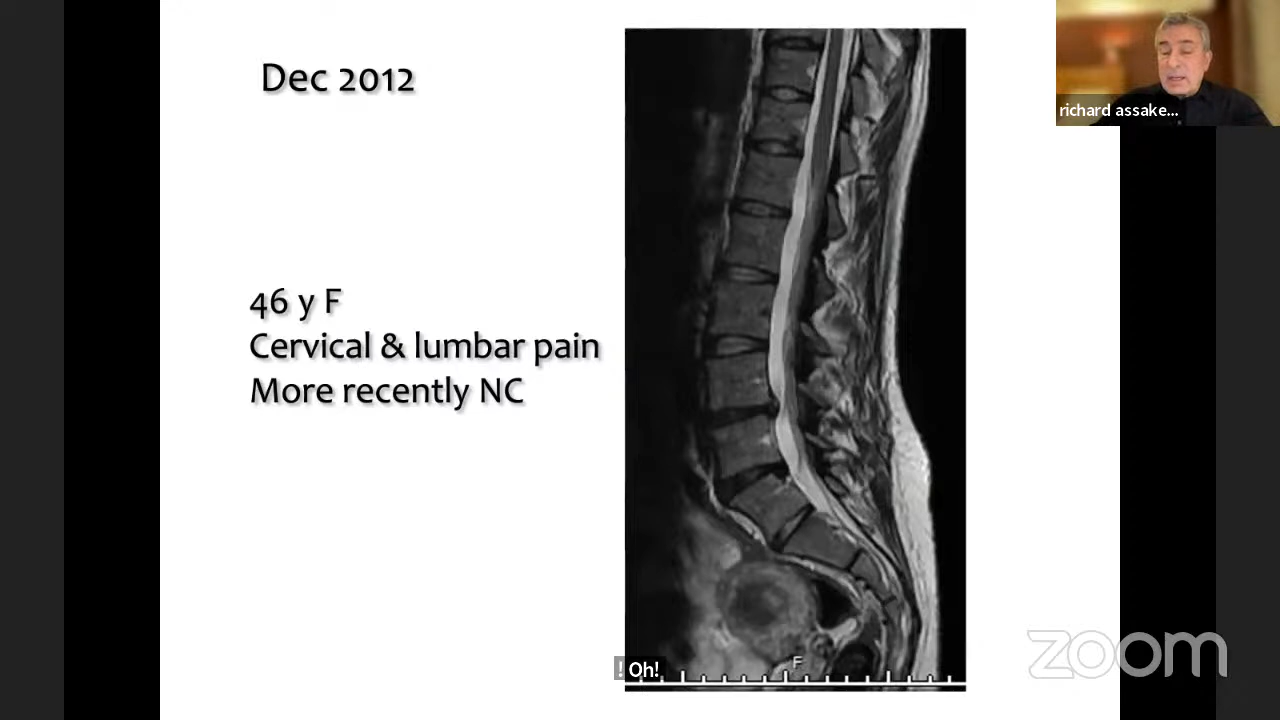 Dec 2012
richard assake...
46 y F
Cervical & lumbar pain
More recently NC
! Oh!
F
zoom